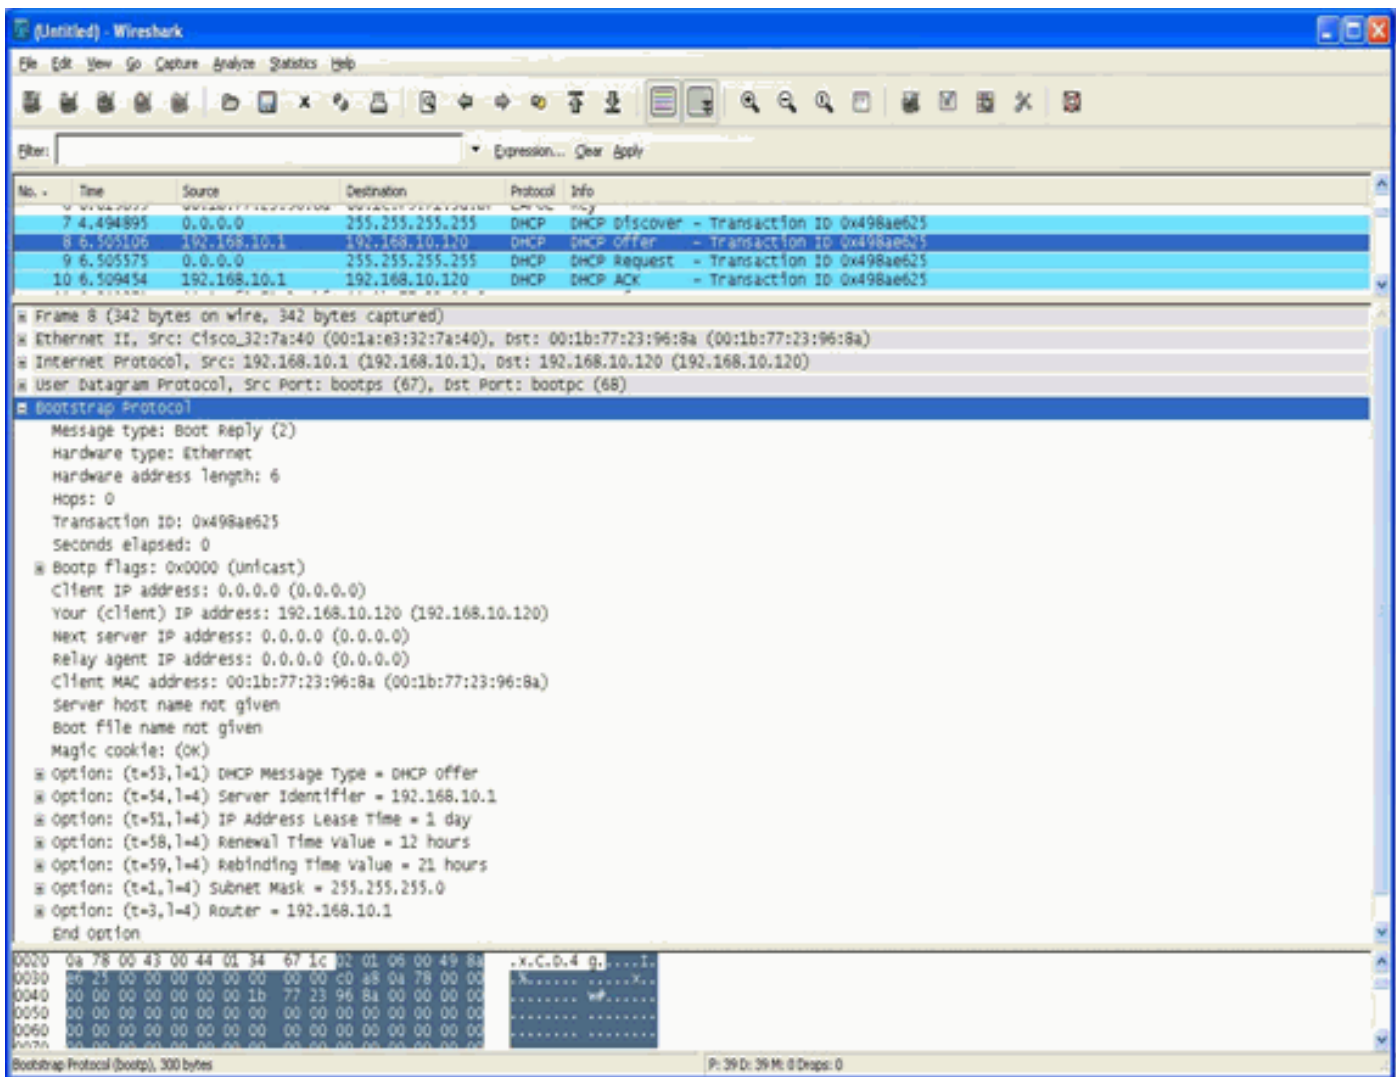 (Untitled) - Wireshark
File Edit View Go Capture Analyze Statistics Help
Filter: Expression... Clear Apply
No. - Time Source Destination Protocol Info
7 4.494895 0.0.0.0 255.255.255.255 DHCP DHCP Discover - Transaction ID 0x498ae625
8 6.505106 192.168.10.1 192.168.10.120 DHCP DHCP Offer - Transaction ID 0x498ae625
9 6.505575 0.0.0.0 255.255.255.255 DHCP DHCP Request - Transaction ID 0x498ae625
10 6.509454 192.168.10.1 192.168.10.120 DHCP DHCP ACK - Transaction ID 0x498ae625
Frame 8 (342 bytes on wire, 342 bytes captured)
Ethernet II, Src: Cisco_32:7a:40 (00:1a:e3:32:7a:40), Dst: 00:1b:77:23:96:8a (00:1b:77:23:96:8a)
Internet Protocol, Src: 192.168.10.1 (192.168.10.1), Dst: 192.168.10.120 (192.168.10.120)
User Datagram Protocol, Src Port: bootps (67), Dst Port: bootpc (68)
Bootstrap Protocol
Message type: Boot Reply (2)
Hardware type: Ethernet
Hardware address length: 6
Hops: 0
Transaction ID: 0x498ae625
Seconds elapsed: 0
Bootp flags: 0x0000 (Unicast)
Client IP address: 0.0.0.0 (0.0.0.0)
Your (client) IP address: 192.168.10.120 (192.168.10.120)
Next server IP address: 0.0.0.0 (0.0.0.0)
Relay agent IP address: 0.0.0.0 (0.0.0.0)
Client MAC address: 00:1b:77:23:96:8a (00:1b:77:23:96:8a)
Server host name not given
Boot file name not given
Magic cookie: (OK)
Option: (t=53,l=1) DHCP Message Type = DHCP Offer
Option: (t=54,l=4) Server Identifier = 192.168.10.1
Option: (t=51,l=4) IP Address Lease Time = 1 day
Option: (t=58,l=4) Renewal Time Value = 12 hours
Option: (t=59,l=4) Rebinding Time Value = 21 hours
Option: (t=1,l=4) Subnet Mask = 255.255.255.0
Option: (t=3,l=4) Router = 192.168.10.1
End Option
0020 0a 78 00 43 00 44 01 34 67 1c 02 01 06 00 49 8a .x.C.D.4 g.....I.
0030 e6 25 00 00 00 00 00 00 00 00 c0 a8 0a 78 00 00 .%...... .....x..
0040 00 00 00 00 00 00 00 1b 77 23 96 8a 00 00 00 00 ........ w#......
0050 00 00 00 00 00 00 00 00 00 00 00 00 00 00 00 00 ........ ........
0060 00 00 00 00 00 00 00 00 00 00 00 00 00 00 00 00 ........ ........
Bootstrap Protocol (bootp), 300 bytes P: 39 D: 39 M: 0 Drops: 0